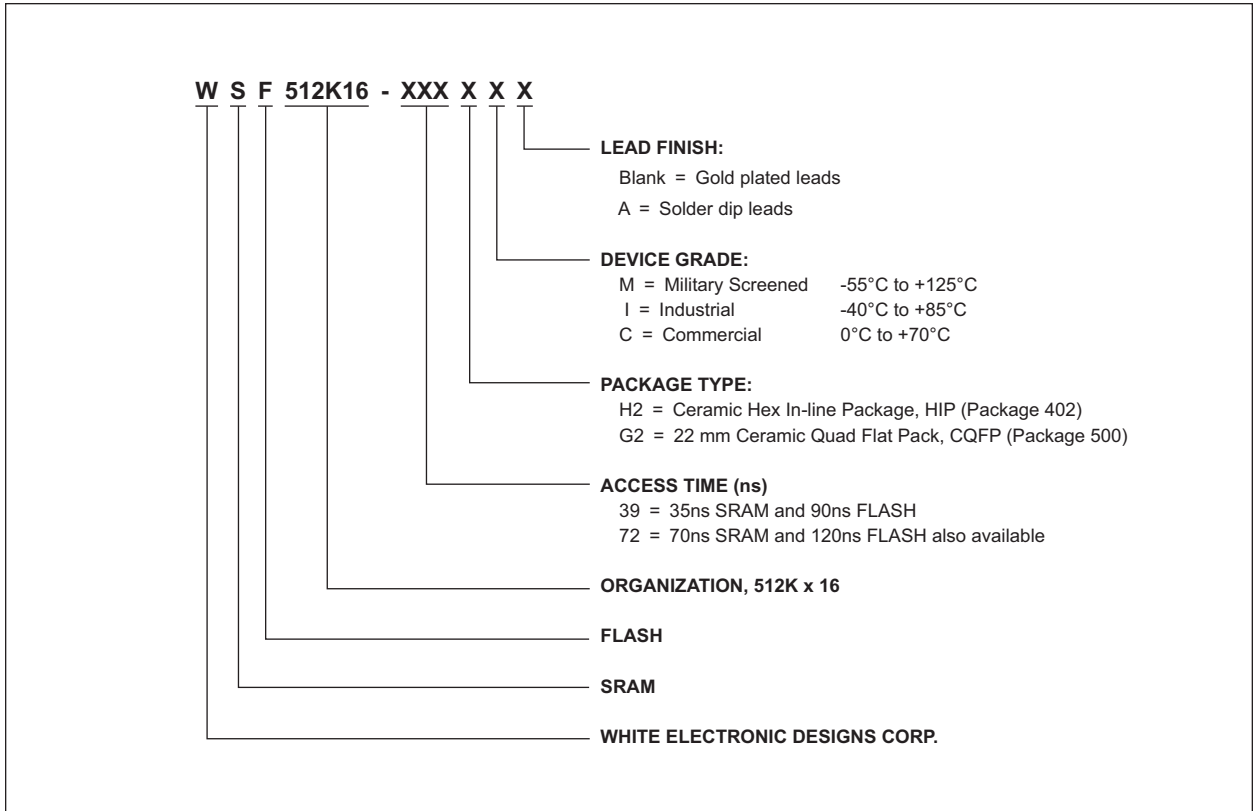 W S F 512K16 - XXX X X X
LEAD FINISH:
Blank = Gold plated leads
A = Solder dip leads
DEVICE GRADE:
M = Military Screened -55°C to +125°C
I = Industrial -40°C to +85°C
C = Commercial 0°C to +70°C
PACKAGE TYPE:
H2 = Ceramic Hex In-line Package, HIP (Package 402)
G2 = 22 mm Ceramic Quad Flat Pack, CQFP (Package 500)
ACCESS TIME (ns)
39 = 35ns SRAM and 90ns FLASH
72 = 70ns SRAM and 120ns FLASH also available
ORGANIZATION, 512K x 16
FLASH
SRAM
WHITE ELECTRONIC DESIGNS CORP.